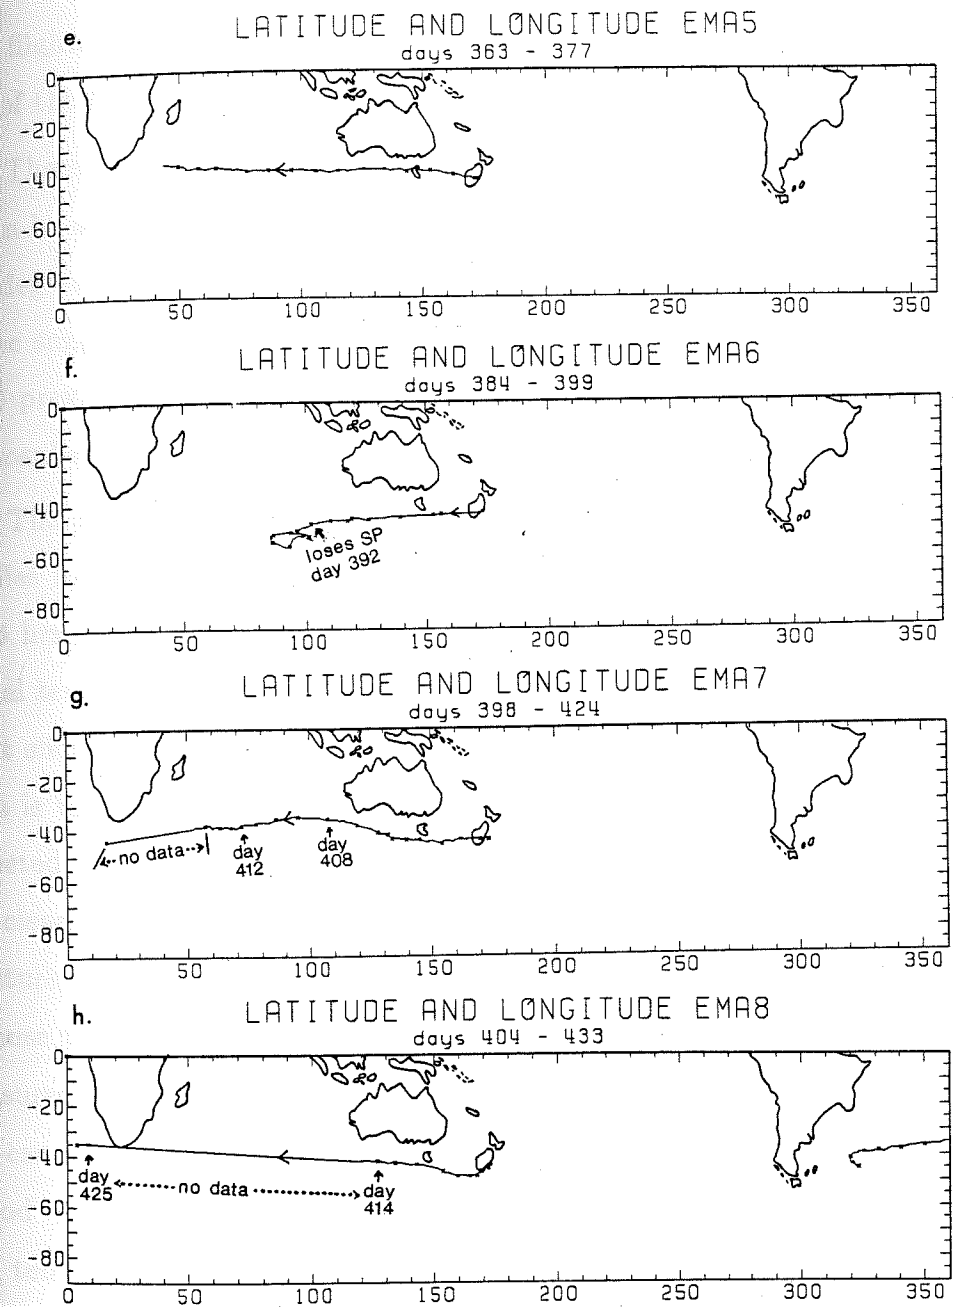 e.
LATITUDE AND LONGITUDE EMA5
days 363 - 377
0
-20
-40
-60
-80
0 50 100 150 200 250 300 350
f.
LATITUDE AND LONGITUDE EMA6
days 384 - 399
0
-20
-40
loses SP
day 392
-60
-80
0 50 100 150 200 250 300 350
g.
LATITUDE AND LONGITUDE EMA7
days 398 - 424
0
-20
-40
no data
day
412
day
408
-60
-80
0 50 100 150 200 250 300 350
h.
LATITUDE AND LONGITUDE EMA8
days 404 - 433
0
-20
-40
day
425
no data
day
414
-60
-80
0 50 100 150 200 250 300 350